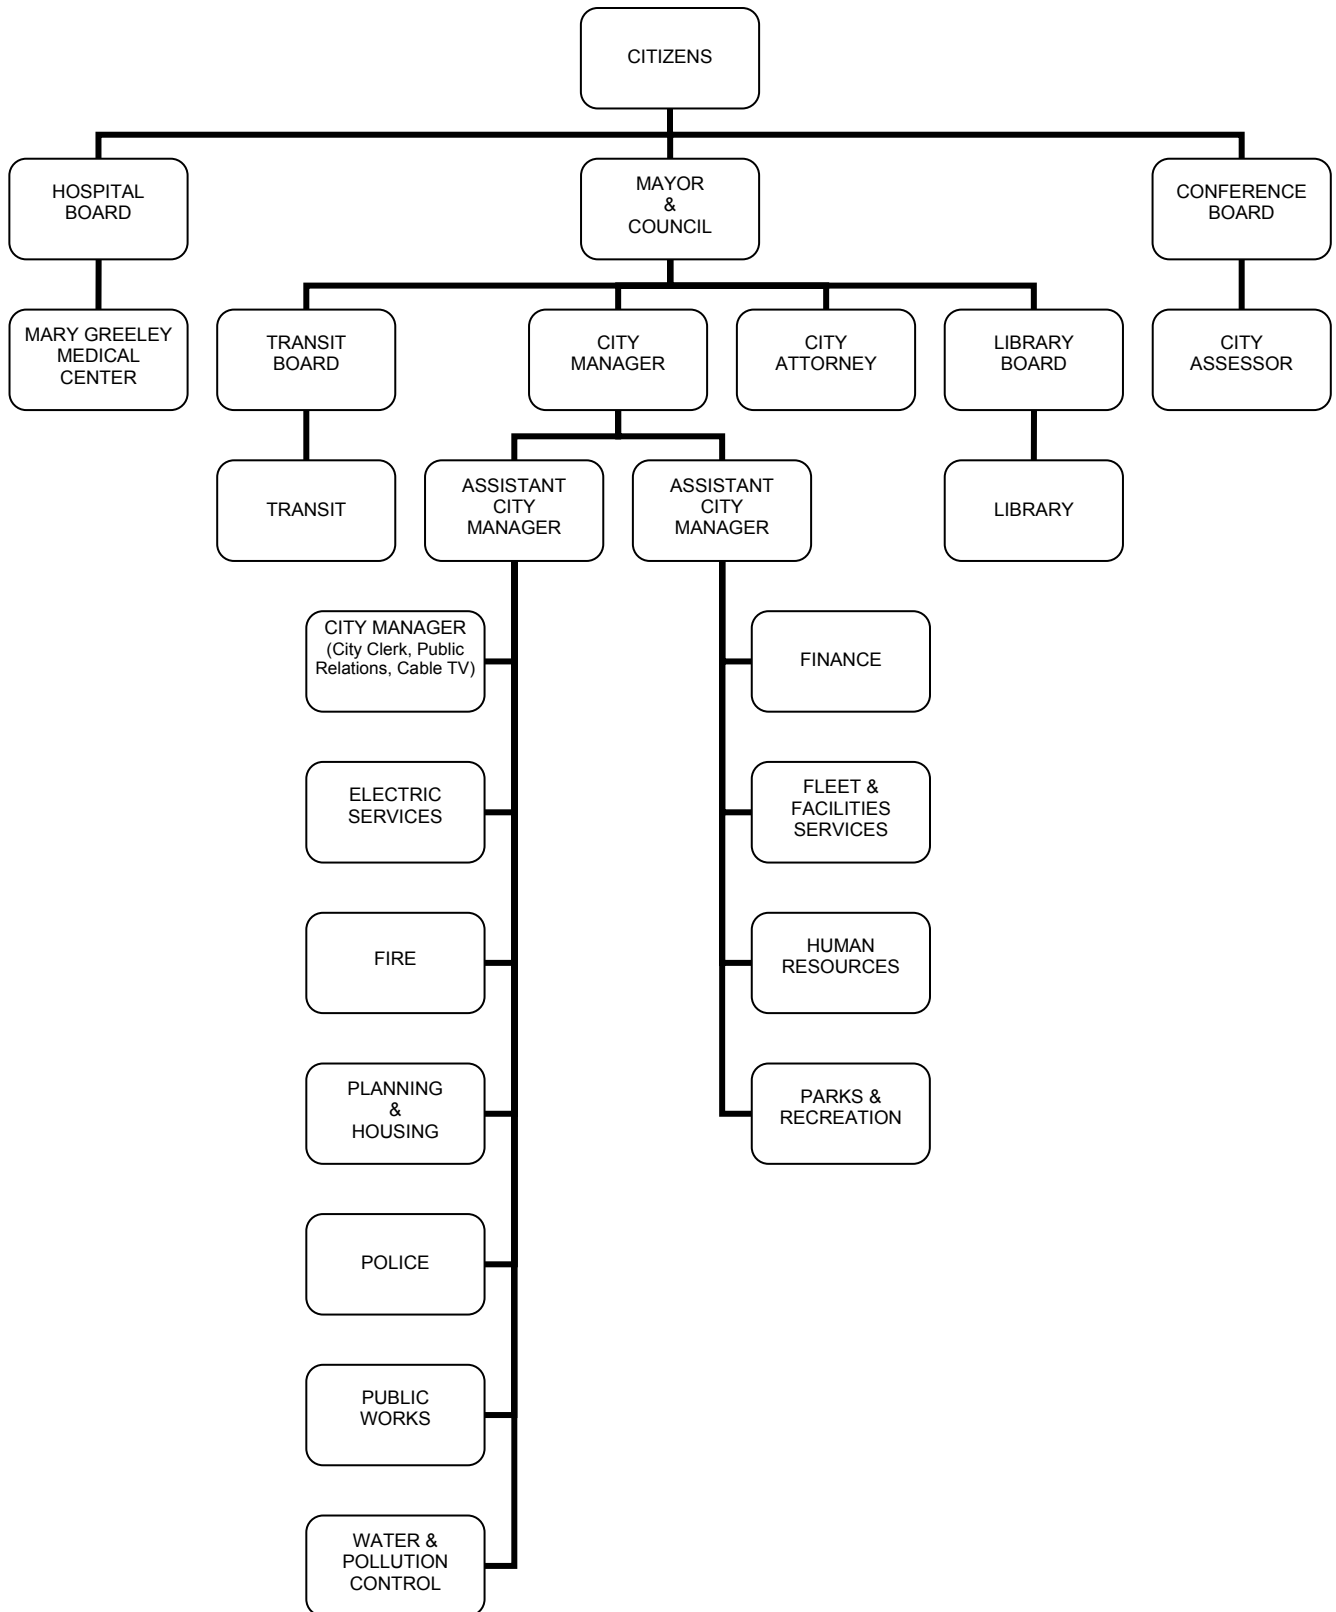 CITIZENS
HOSPITAL
BOARD
MAYOR
&
COUNCIL
CONFERENCE
BOARD
MARY GREELEY
MEDICAL
CENTER
TRANSIT
BOARD
CITY
MANAGER
CITY
ATTORNEY
LIBRARY
BOARD
CITY
ASSESSOR
TRANSIT
ASSISTANT
CITY
MANAGER
ASSISTANT
CITY
MANAGER
LIBRARY
CITY MANAGER
(City Clerk, Public
Relations, Cable TV)
FINANCE
ELECTRIC
SERVICES
FLEET &
FACILITIES
SERVICES
FIRE
HUMAN
RESOURCES
PLANNING
&
HOUSING
PARKS &
RECREATION
POLICE
PUBLIC
WORKS
WATER &
POLLUTION
CONTROL